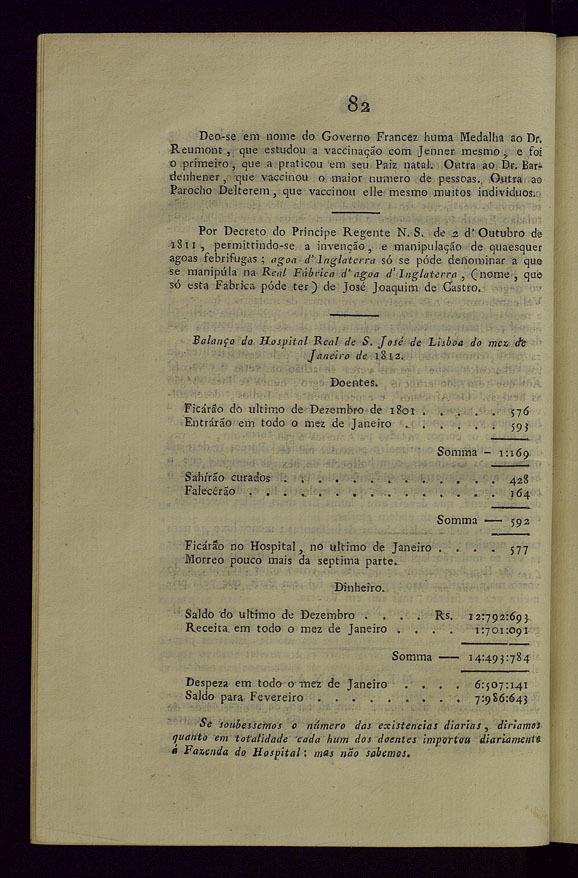 82
Deo-se em nome do Governo Francez huma Medalha ao Dr.
Reumont, que estudou a vaccinação com Jenner mesmo, e foi
o primeiro, que a praticou em seu Paiz natal. Outra ao Dr. Bar-
denhener, que vaccinou o maior numero de pessoas. Outra ao
Parocho Delterem, que vaccinou elle mesmo muitos individuos.
Por Decreto do Principe Regente N. S. de 2 d'Outubro de
1811, permittindo-se a invenção, e manipulação de quaesquer
agoas febrifugas; agoa d'Inglaterra só se póde denominar a que
se manipúla na Real Fábrica d'agoa d'Inglaterra, (nome, que
só esta Fábrica póde ter) de José Joaquim de Castro.
Balanço do Hospital Real de S. José de Lisboa do mez de
Janeiro de 1812.
Doentes.
Ficárão do ultimo de Dezembro de 1801 . . . . . 576
Entrárão em todo o mez de Janeiro . . . . . . 593
Somma - 1:169
Sahírão curados . . . . . . . . . . . . . 428
Falecêrão . . . . . . . . . . . . . . . 164
Somma — 592
Ficárão no Hospital, no ultimo de Janeiro . . . . 577
Morreo pouco mais da septima parte.
Dinheiro.
Saldo do ultimo de Dezembro . . . . Rs. 12:792:693
Receita em todo o mez de Janeiro . . . . 1:701:091
Somma — 14:493:784
Despeza em todo o mez de Janeiro . . . . 6:507:141
Saldo para Fevereiro . . . . . . . . 7:986:643
Se soubessemos o número das existencias diarias, diriamos
quanto em totalidade cada hum dos doentes importou diariamente
á Fazenda do Hospital: mas não sabemos.